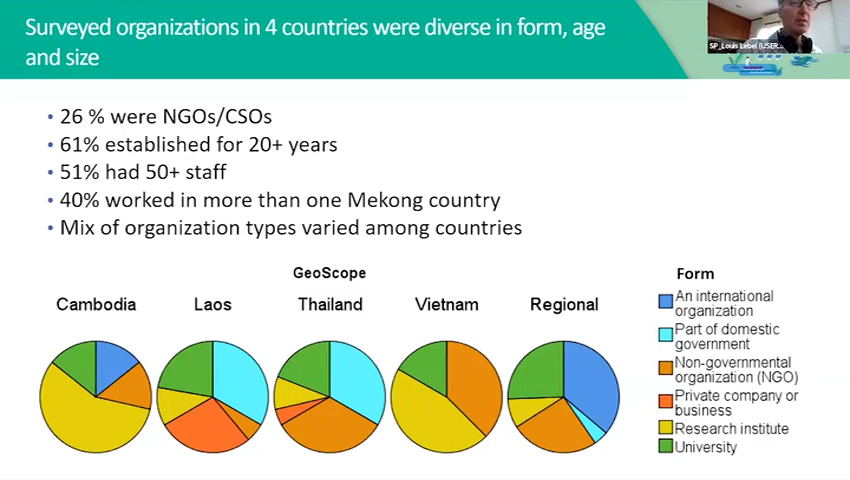 Surveyed organizations in 4 countries were diverse in form, age
and size
SP_Louis Lebel (USER...
• 26 % were NGOs/CSOs
• 61% established for 20+ years
• 51% had 50+ staff
• 40% worked in more than one Mekong country
• Mix of organization types varied among countries
GeoScope
Cambodia
Laos
Thailand
Vietnam
Regional
Form
An international
organization
Part of domestic
government
Non-governmental
organization (NGO)
Private company or
business
Research institute
University